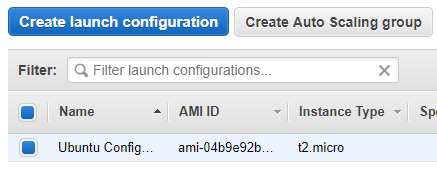 Create launch configuration Create Auto Scaling group
Filter: Filter launch configurations...
Name AMI ID Instance Type Spe
Ubuntu Config... ami-04b9e92b... t2.micro